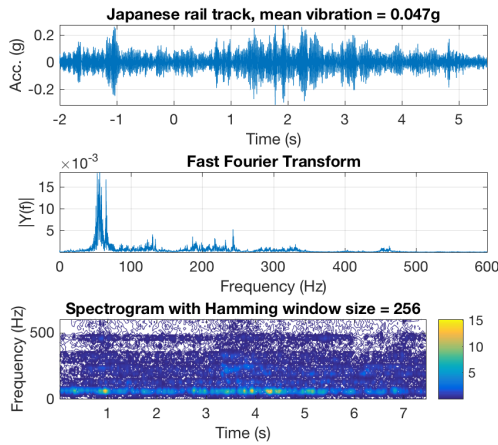 Japanese rail track, mean vibration = 0.047g
Acc. (g)
0.2
0
-0.2
-2 -1 0 1 2 3 4 5
Time (s)
×10⁻³
Fast Fourier Transform
|Y(f)|
15
10
5
0 100 200 300 400 500 600
Frequency (Hz)
Spectrogram with Hamming window size = 256
Frequency (Hz)
500
0
1 2 3 4 5 6 7
Time (s)
15
10
5